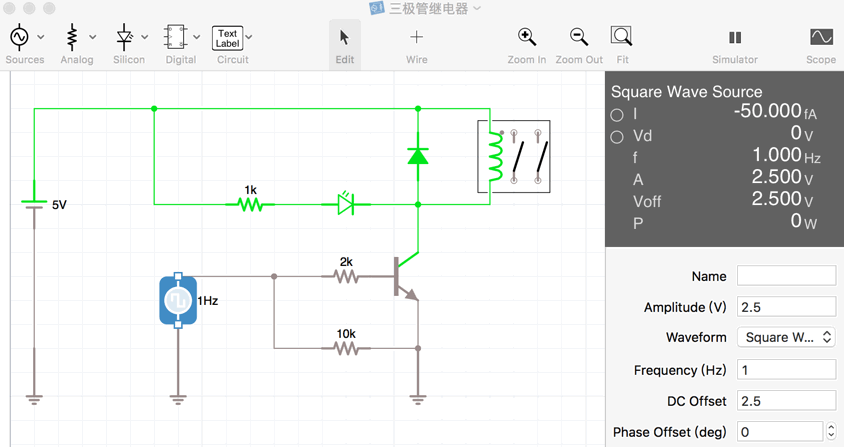 三极管继电器
Text
Label
Sources
Analog
Silicon
Digital
Circuit
Edit
Wire
Zoom In
Zoom Out
Fit
Simulator
Scope
Square Wave Source
I -50.000 fA
Vd 0 V
f 1.000 Hz
A 2.500 V
Voff 2.500 V
P 0 W
1k
5V
2k
1Hz
10k
Name
Amplitude (V) 2.5
Waveform Square W...
Frequency (Hz) 1
DC Offset 2.5
Phase Offset (deg) 0